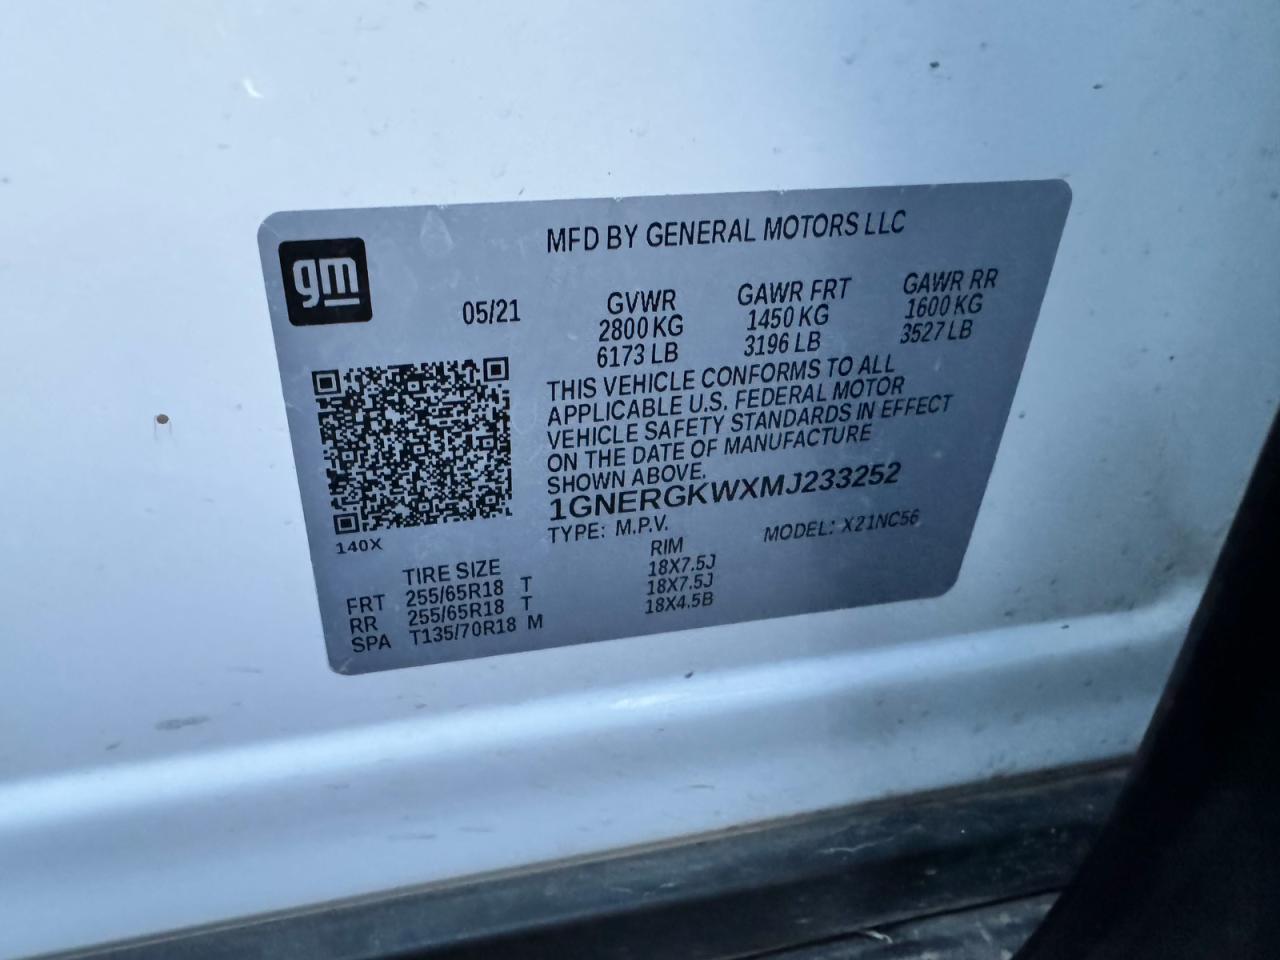 gm
MFD BY GENERAL MOTORS LLC
05/21
GVWR GAWR FRT GAWR RR
2800 KG 1450 KG 1600 KG
6173 LB 3196 LB 3527 LB
THIS VEHICLE CONFORMS TO ALL
APPLICABLE U.S. FEDERAL MOTOR
VEHICLE SAFETY STANDARDS IN EFFECT
ON THE DATE OF MANUFACTURE
SHOWN ABOVE.
1GNERGKWXMJ233252
TYPE: M.P.V. MODEL: X21NC56
140X
TIRE SIZE RIM
FRT 255/65R18 T 18X7.5J
RR 255/65R18 T 18X7.5J
SPA T135/70R18 M 18X4.5B